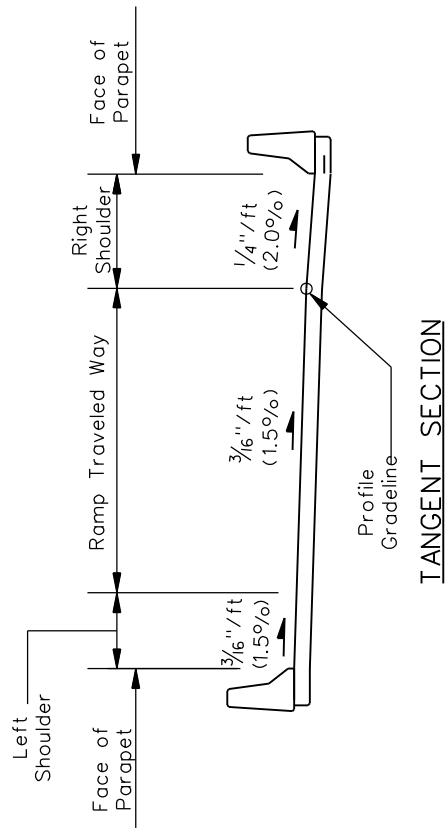 Face of
Parapet
Left
Shoulder
Ramp Traveled Way
Right
Shoulder
Face of
Parapet
3/16"/ft
(1.5%)
3/16"/ft
(1.5%)
1/4"/ft
(2.0%)
Profile
Gradeline
TANGENT SECTION